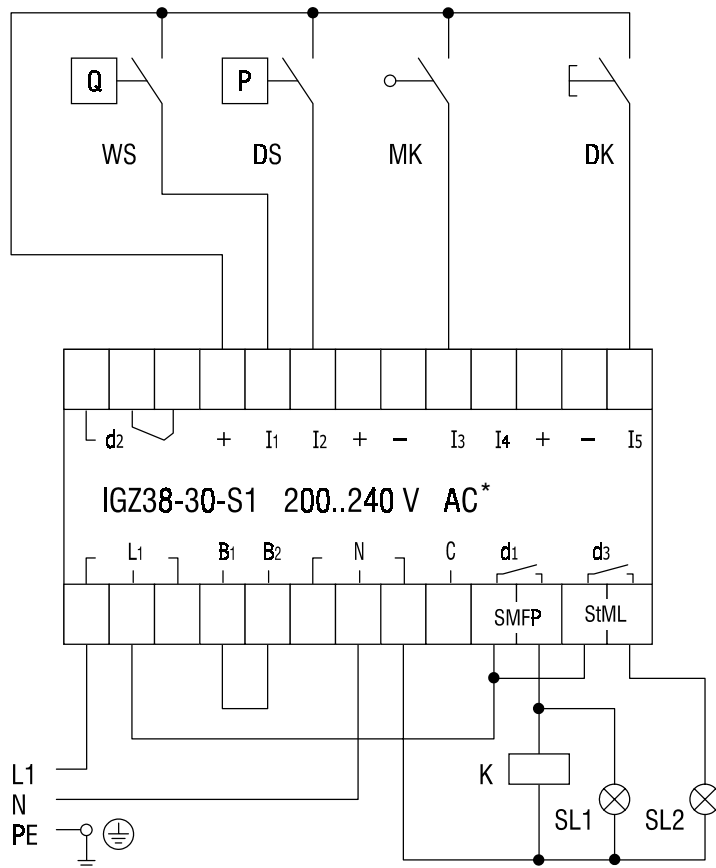 Q P
WS DS MK DK
d2 + I1 I2 + – I3 I4 + – I5
IGZ38-30-S1 200..240 V AC*
L1 B1 B2 N C d1 d3
SMFP StML
L1
N
PE
K SL1 SL2